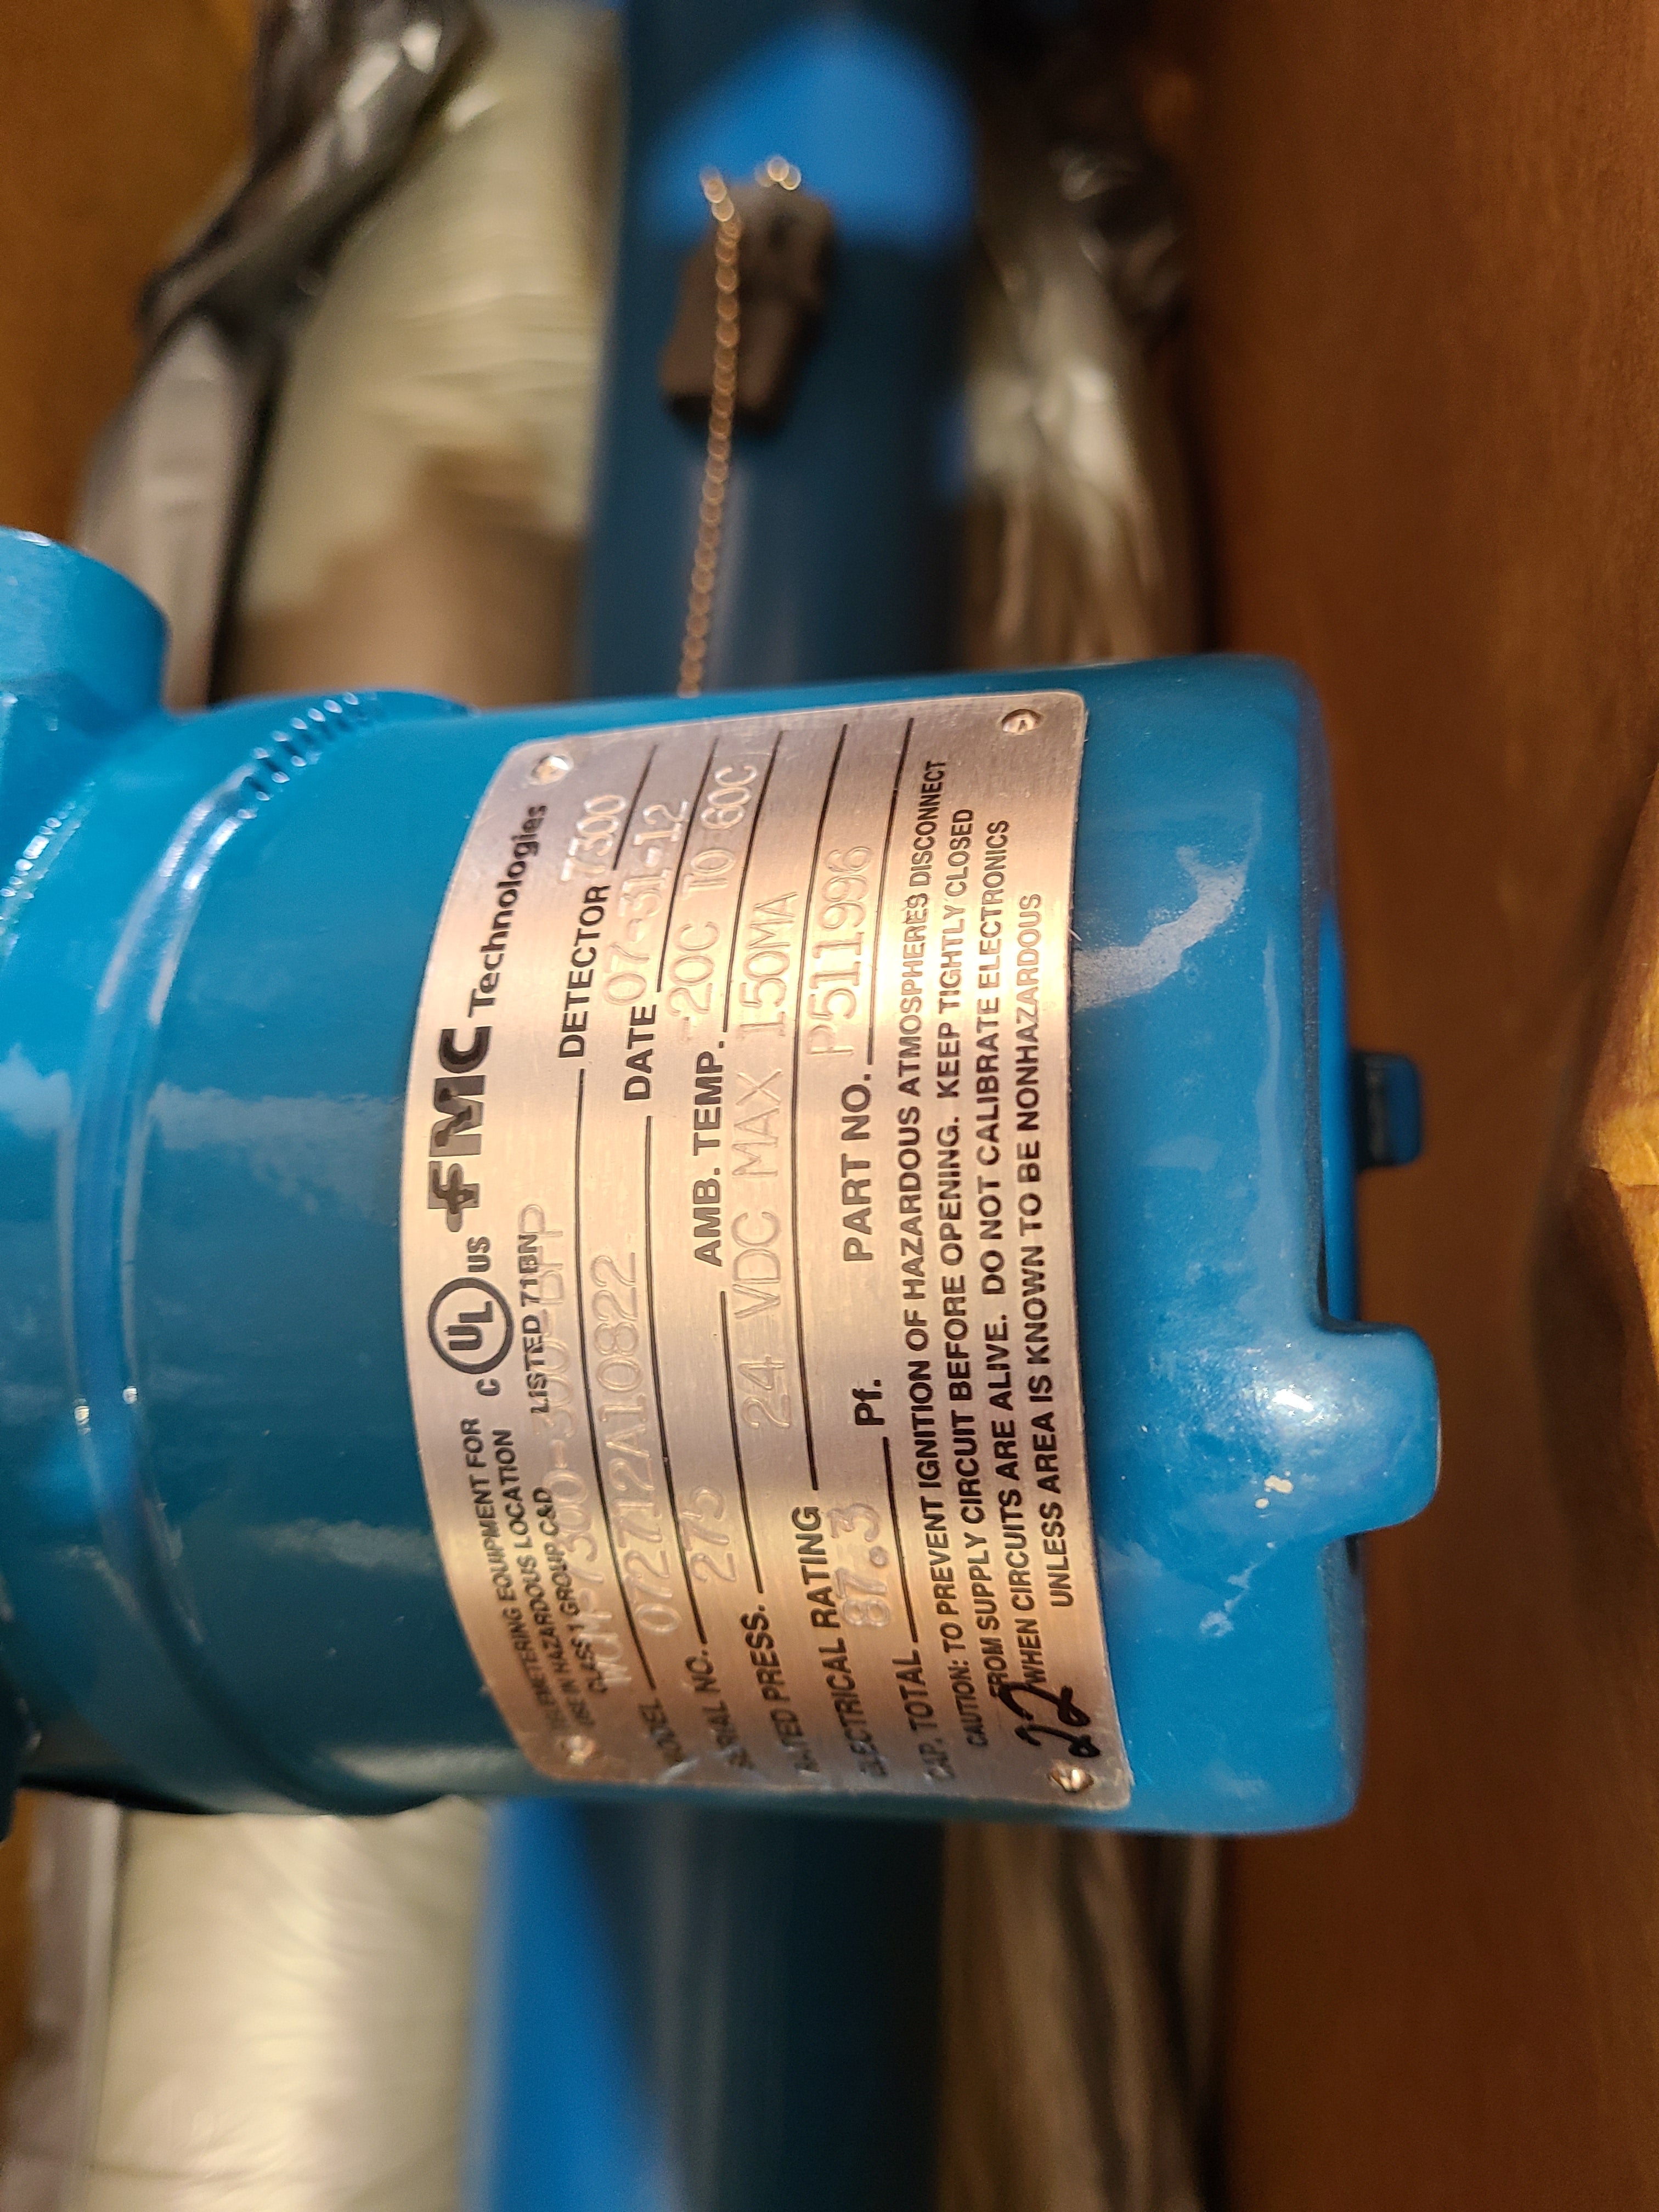 TELEMETERING EQUIPMENT FOR
USE IN HAZARDOUS LOCATION
CLASS 1 GROUP C&D
C UL US
LISTED 71BN
FMC Technologies
MODEL DETECTOR 7300
SERIAL NO. 072712A10822 DATE 07-31-12
RATED PRESS. 275 AMB. TEMP. -20C TO 60C
ELECTRICAL RATING 24 VDC MAX 150MA
CAP. TOTAL 87.3 Pf. PART NO. P511996
CAUTION: TO PREVENT IGNITION OF HAZARDOUS ATMOSPHERES DISCONNECT
FROM SUPPLY CIRCUIT BEFORE OPENING. KEEP TIGHTLY CLOSED
WHEN CIRCUITS ARE ALIVE. DO NOT CALIBRATE ELECTRONICS
UNLESS AREA IS KNOWN TO BE NONHAZARDOUS